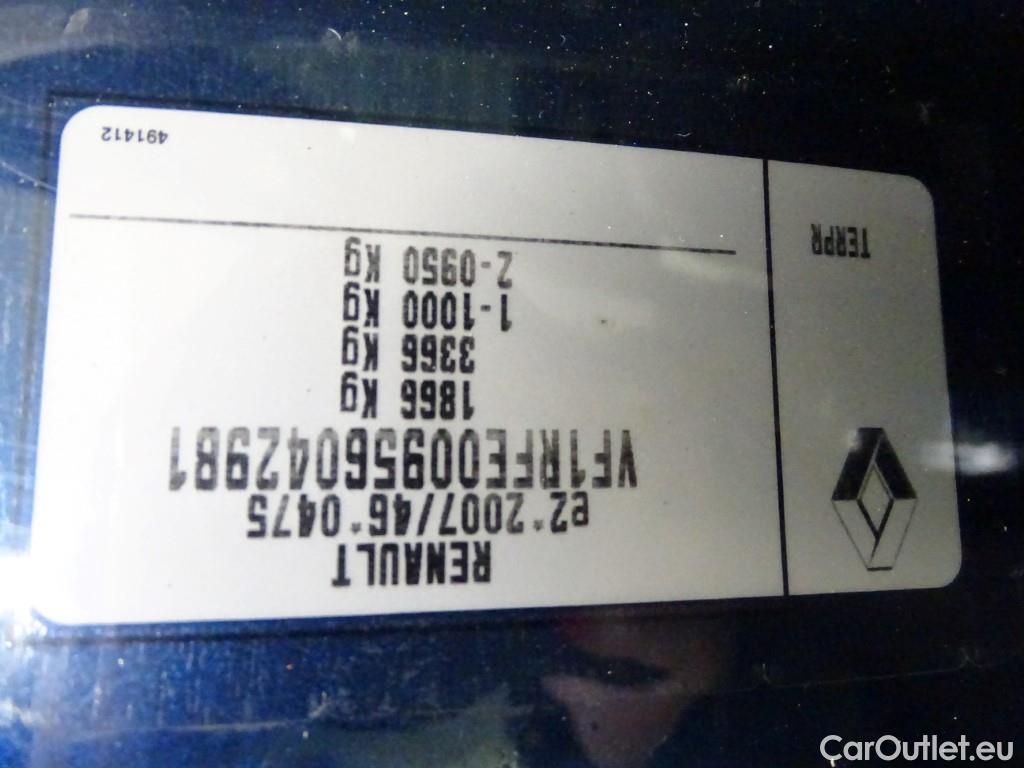 RENAULT
e2*2007/46*0475
VF1RFE00956042981
1866 Kg
3366 Kg
1-1000 Kg
2-0950 Kg
TERPR
491412
CarOutlet.eu